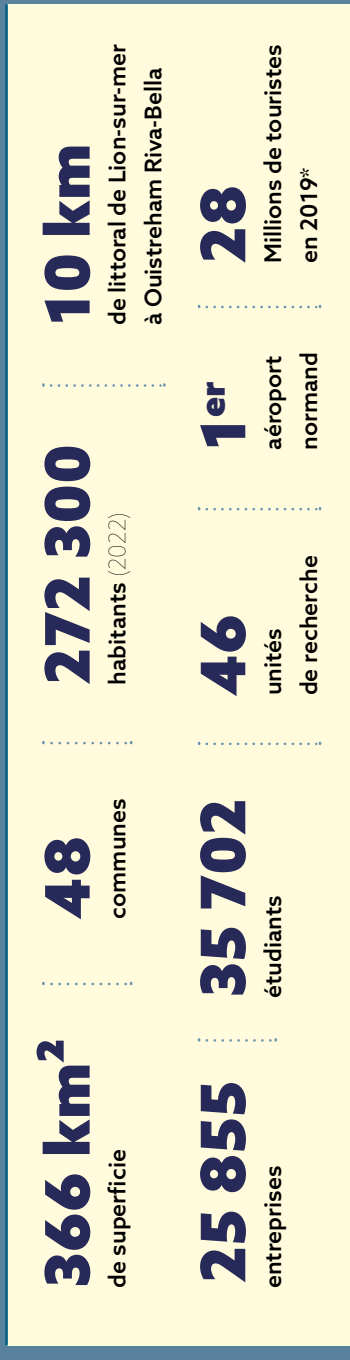 366 km²
de superficie
48
communes
272 300
habitants (2022)
10 km
de littoral de Lion-sur-mer
à Ouistreham Riva-Bella
25 855
entreprises
35 702
étudiants
46
unités
de recherche
1er
aéroport
normand
28
Millions de touristes
en 2019*